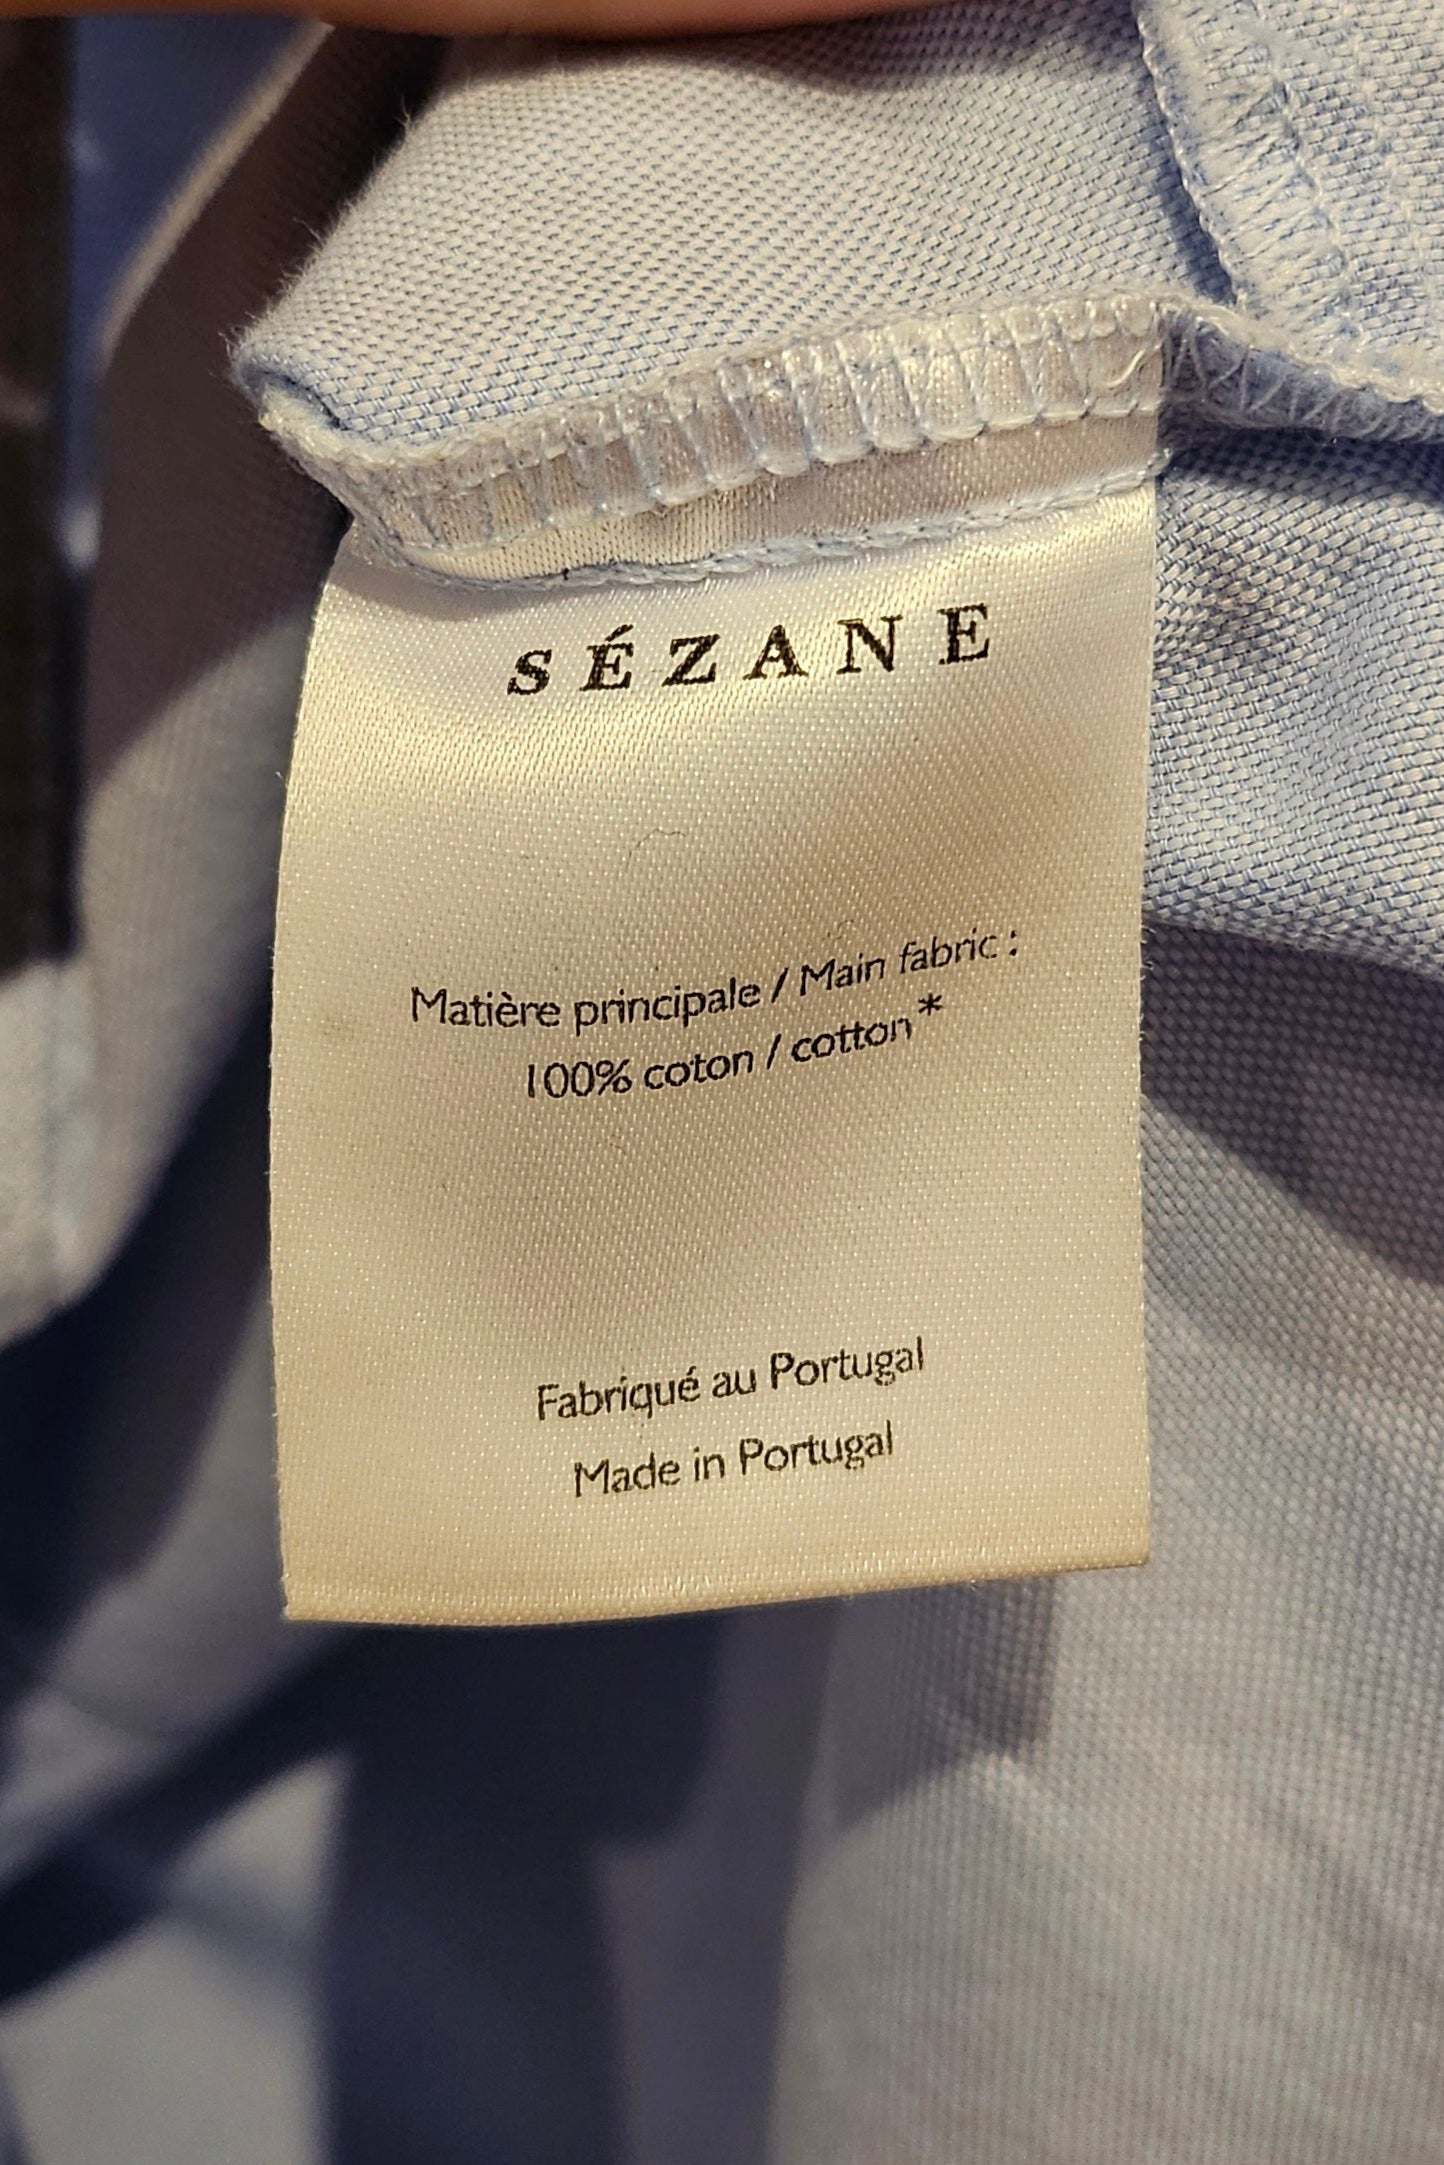 SÉZANE
Matière principale / Main fabric :
100% coton / cotton*
Fabriqué au Portugal
Made in Portugal